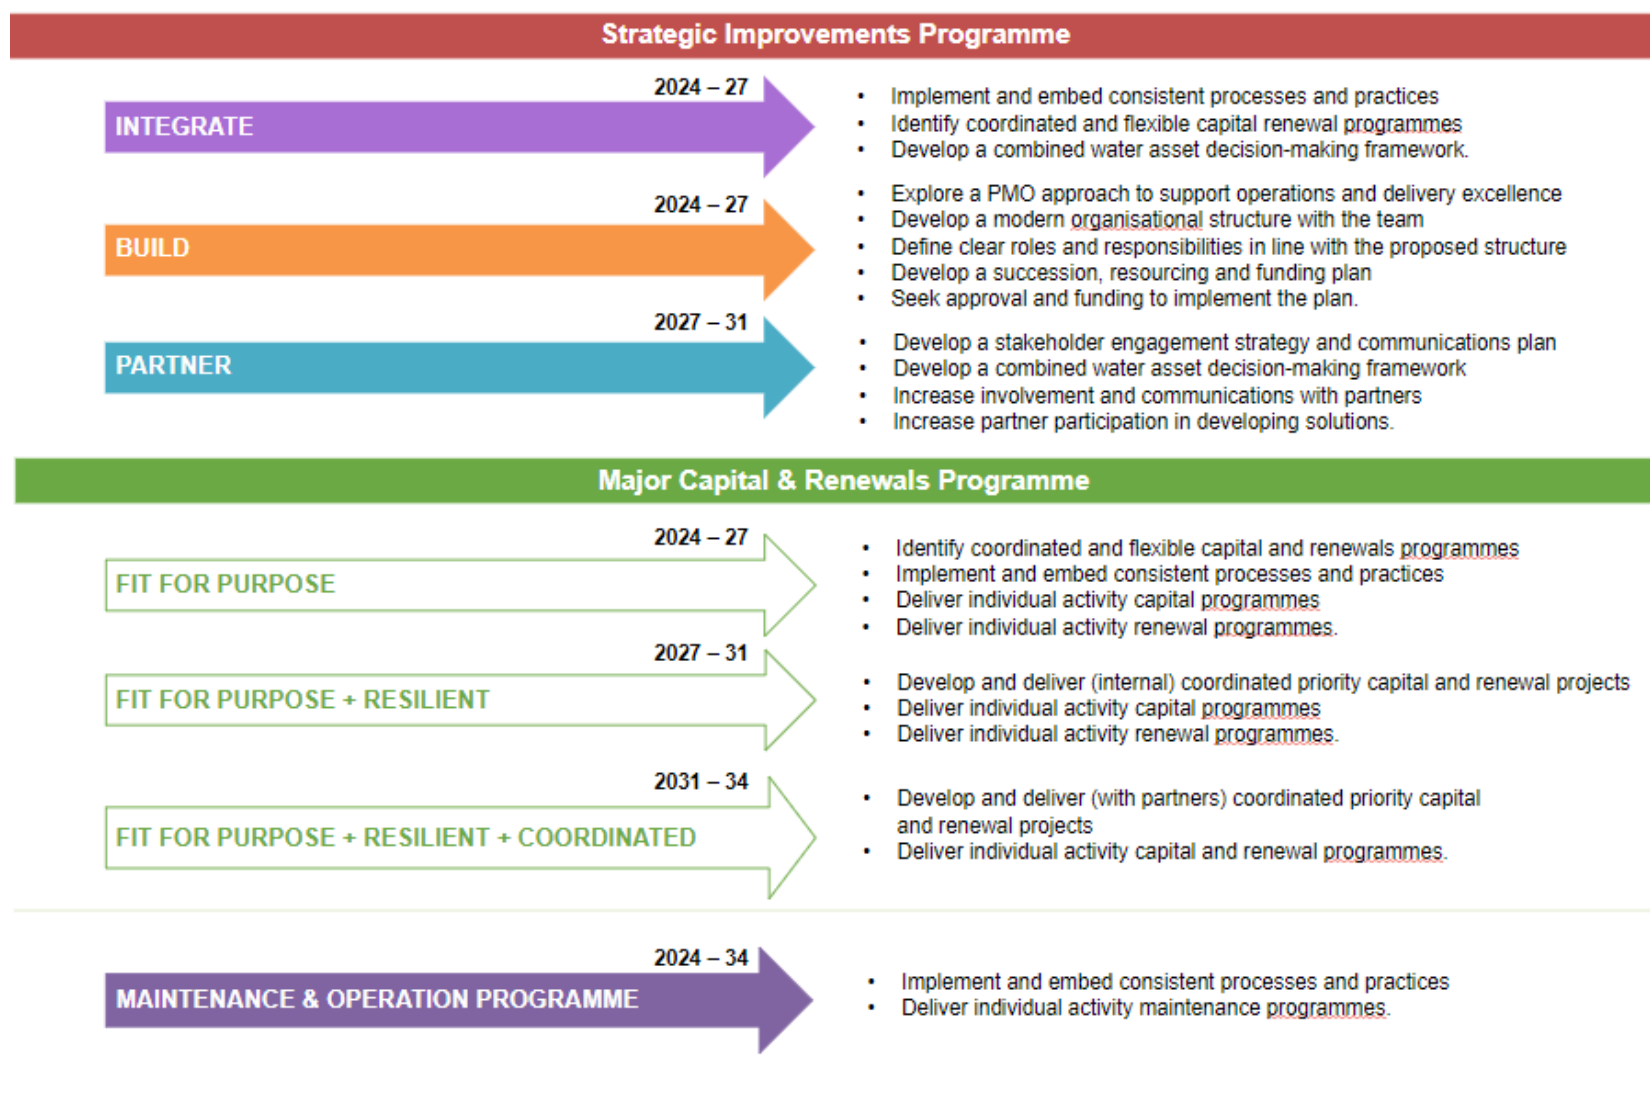 Strategic Improvements Programme
2024 – 27
INTEGRATE
• Implement and embed consistent processes and practices
• Identify coordinated and flexible capital renewal programmes
• Develop a combined water asset decision-making framework.
2024 – 27
BUILD
• Explore a PMO approach to support operations and delivery excellence
• Develop a modern organisational structure with the team
• Define clear roles and responsibilities in line with the proposed structure
• Develop a succession, resourcing and funding plan
• Seek approval and funding to implement the plan.
2027 – 31
PARTNER
• Develop a stakeholder engagement strategy and communications plan
• Develop a combined water asset decision-making framework
• Increase involvement and communications with partners
• Increase partner participation in developing solutions.
Major Capital & Renewals Programme
2024 – 27
FIT FOR PURPOSE
• Identify coordinated and flexible capital and renewals programmes
• Implement and embed consistent processes and practices
• Deliver individual activity capital programmes
• Deliver individual activity renewal programmes.
2027 – 31
FIT FOR PURPOSE + RESILIENT
• Develop and deliver (internal) coordinated priority capital and renewal projects
• Deliver individual activity capital programmes
• Deliver individual activity renewal programmes.
2031 – 34
FIT FOR PURPOSE + RESILIENT + COORDINATED
• Develop and deliver (with partners) coordinated priority capital
and renewal projects
• Deliver individual activity capital and renewal programmes.
2024 – 34
MAINTENANCE & OPERATION PROGRAMME
• Implement and embed consistent processes and practices
• Deliver individual activity maintenance programmes.